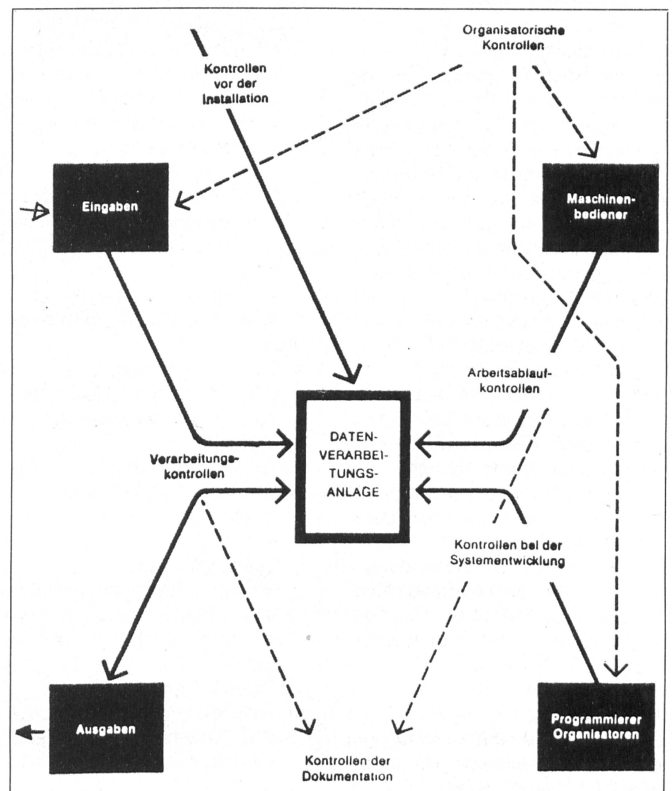 Organisatorische
Kontrollen
Kontrollen
vor der
Installation
Eingaben
Maschinen-
bediener
Arbeitsablauf-
kontrollen
DATEN-
VERARBEI-
TUNGS-
ANLAGE
Verarbeitungs-
kontrollen
Kontrollen bei der
Systementwicklung
Ausgaben
Programmierer
Organisatoren
Kontrollen der
Dokumentation